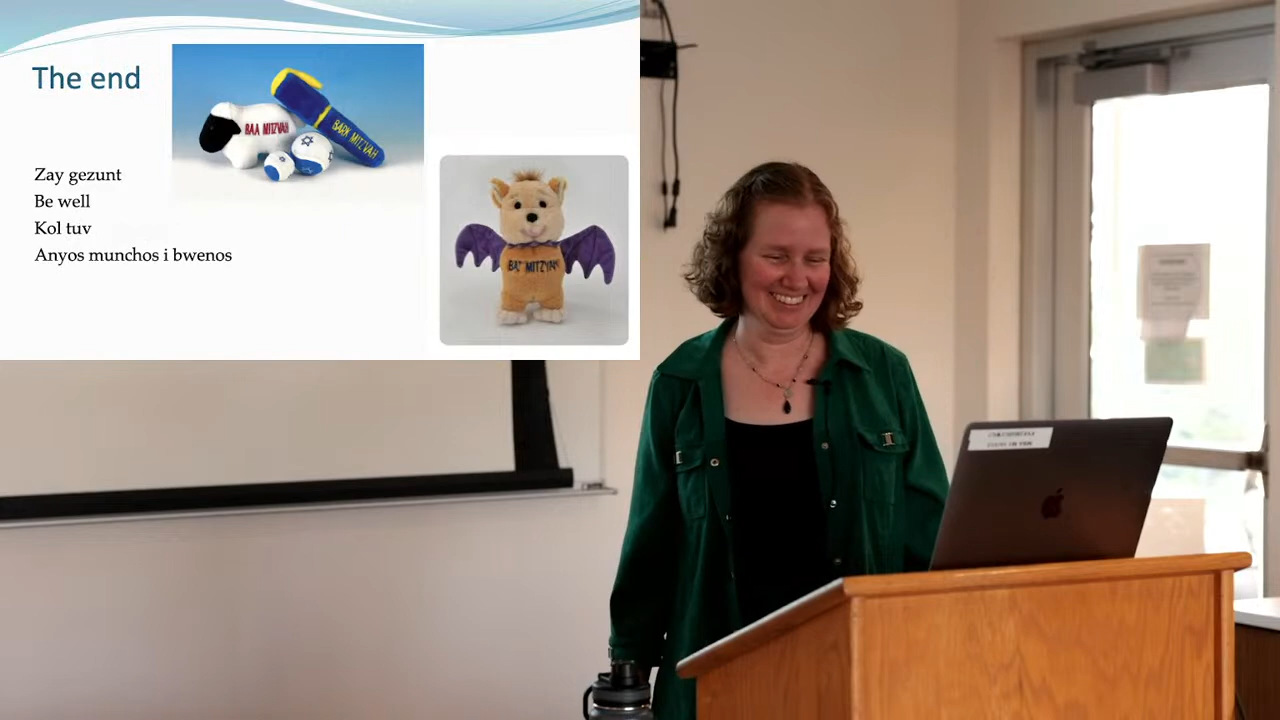 The end
BAA MITZVAH
BARK MITZVAH
Zay gezunt
Be well
Kol tuv
Anyos munchos i bwenos
BAT MITZVAH